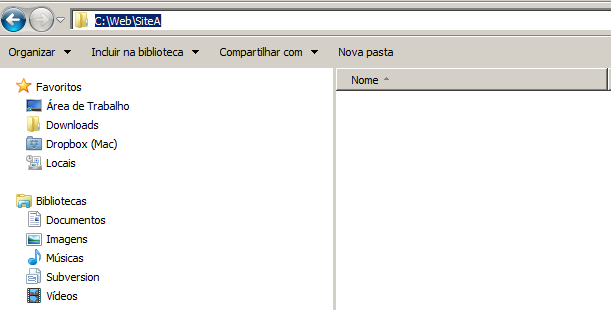 C:\Web\SiteA
Organizar Incluir na biblioteca Compartilhar com Nova pasta
Favoritos
Área de Trabalho
Downloads
Dropbox (Mac)
Locais
Bibliotecas
Documentos
Imagens
Músicas
Subversion
Vídeos
Nome